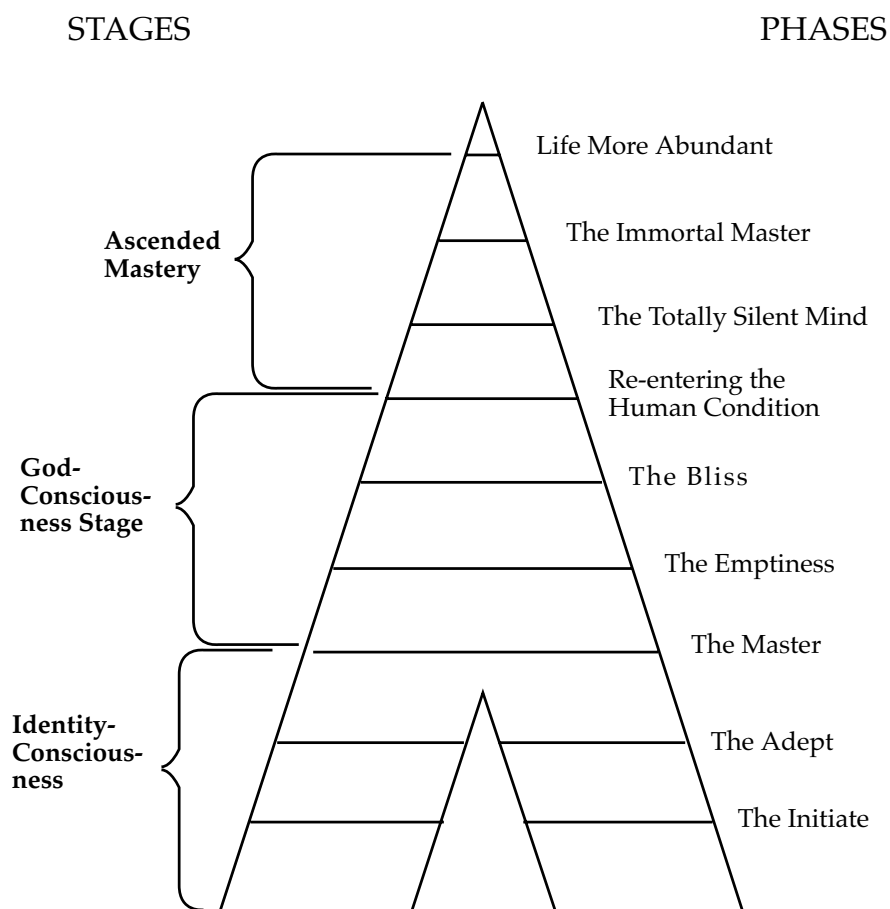 STAGES
PHASES
Life More Abundant
The Immortal Master
Ascended
Mastery
The Totally Silent Mind
Re-entering the
Human Condition
God-
Conscious-
ness Stage
The Bliss
The Emptiness
The Master
Identity-
Conscious-
ness
The Adept
The Initiate